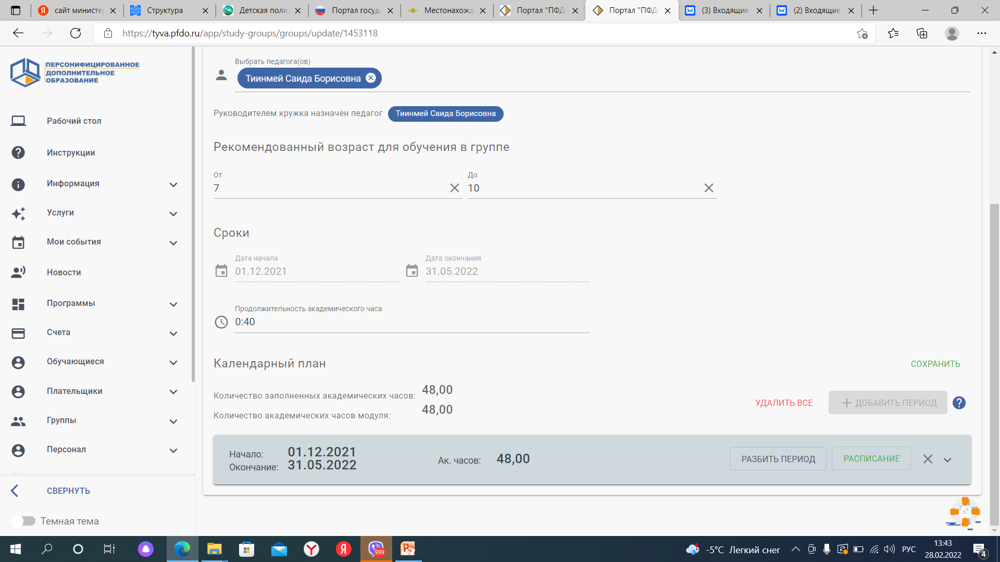 сайт министе
Структура
Детская поли
Портал госуда
Местонахожд
Портал "ПФД
Портал "ПФД
(3) Входящие
(2) Входящие
https://tyva.pfdo.ru/app/study-groups/groups/update/1453118
ПЕРСОНИФИЦИРОВАННОЕ
ДОПОЛНИТЕЛЬНОЕ
ОБРАЗОВАНИЕ
Рабочий стол
Инструкции
Информация
Услуги
Мои события
Новости
Программы
Счета
Обучающиеся
Плательщики
Группы
Персонал
СВЕРНУТЬ
Темная тема
Выбрать педагога(ов)
Тиинмей Саида Борисовна
Руководителем кружка назначен педагог Тиинмей Саида Борисовна
Рекомендованный возраст для обучения в группе
От
7
До
10
Сроки
Дата начала
01.12.2021
Дата окончания
31.05.2022
Продолжительность академического часа
0:40
Календарный план
СОХРАНИТЬ
Количество заполненных академических часов: 48,00
Количество академических часов модуля: 48,00
УДАЛИТЬ ВСЕ
ДОБАВИТЬ ПЕРИОД
Начало: 01.12.2021
Окончание: 31.05.2022
Ак. часов: 48,00
РАЗБИТЬ ПЕРИОД
РАСПИСАНИЕ
999
-5°C Легкий снег
РУС
13:43
28.02.2022
4